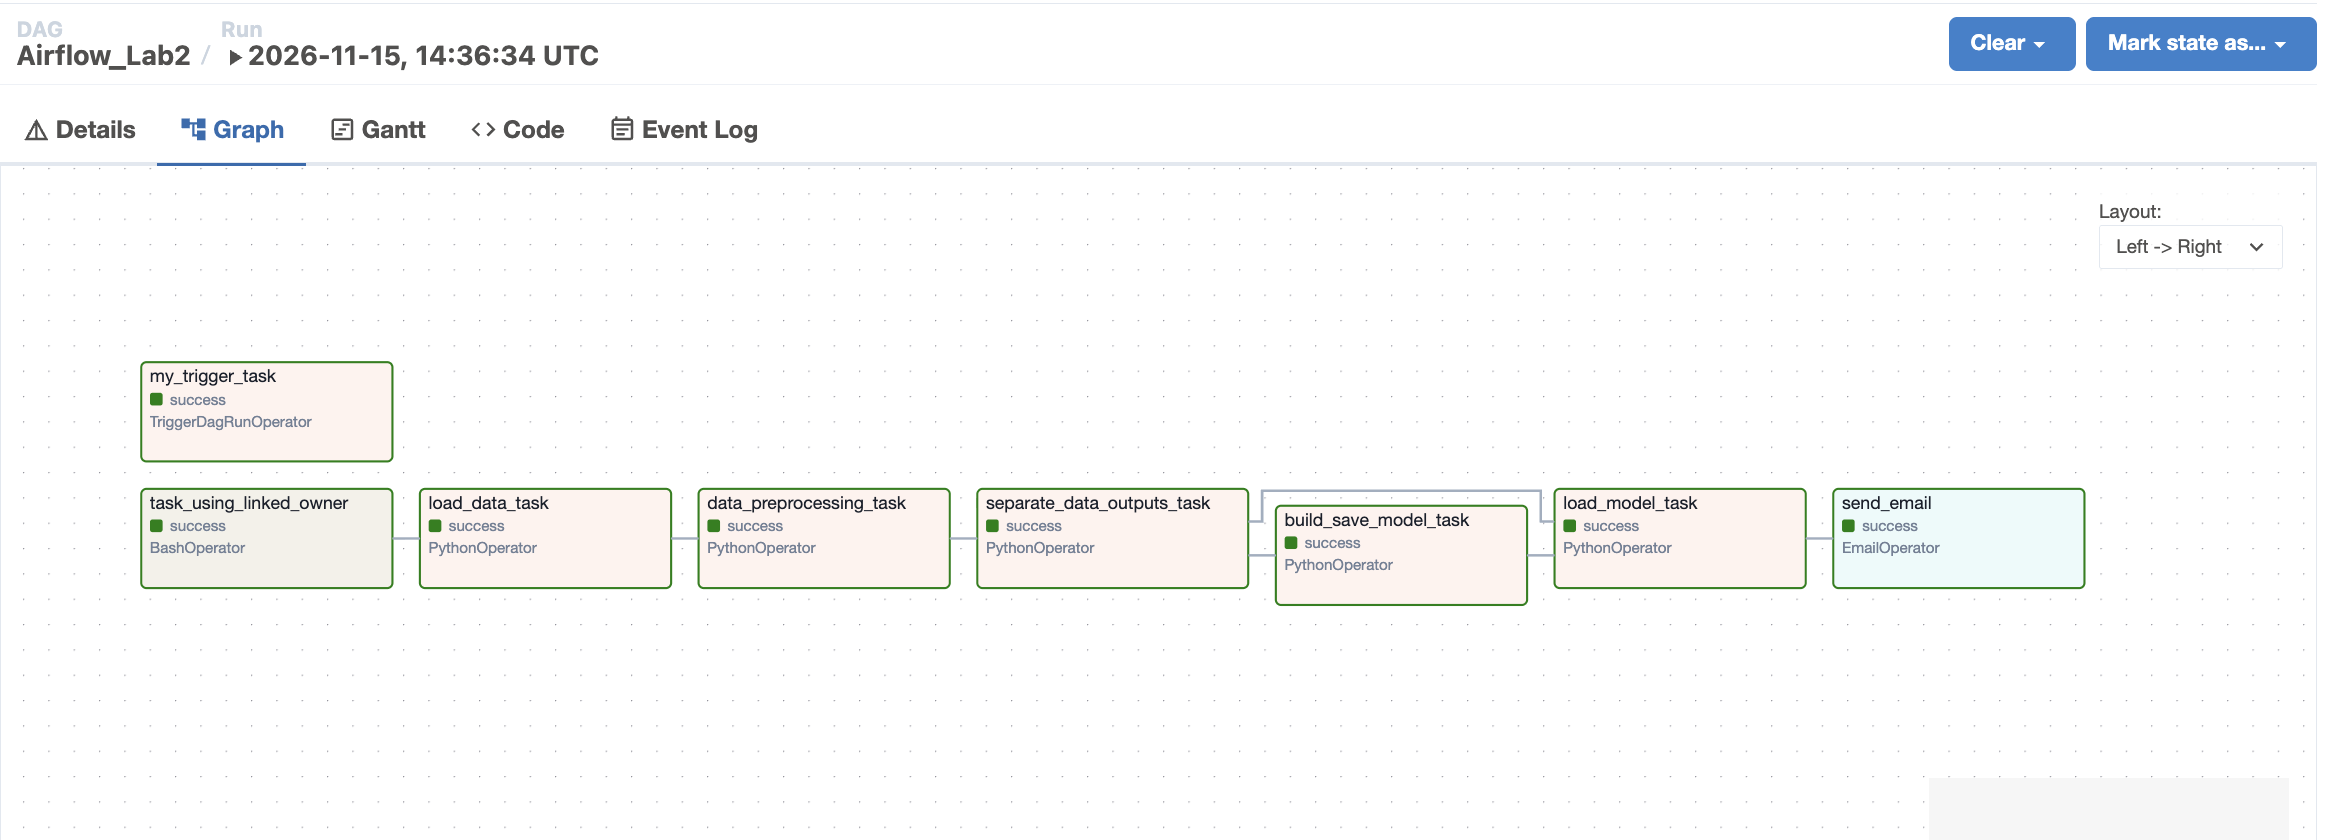 DAG
Run
Airflow_Lab2 / 2026-11-15, 14:36:34 UTC
Clear
Mark state as...
Details
Graph
Gantt
Code
Event Log
Layout:
Left -> Right
my_trigger_task
success
TriggerDagRunOperator
task_using_linked_owner
success
BashOperator
load_data_task
success
PythonOperator
data_preprocessing_task
success
PythonOperator
separate_data_outputs_task
success
PythonOperator
build_save_model_task
success
PythonOperator
load_model_task
success
PythonOperator
send_email
success
EmailOperator